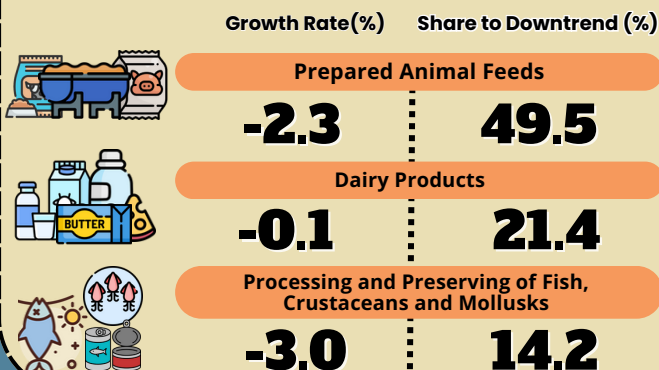 Growth Rate(%) Share to Downtrend (%)
Prepared Animal Feeds
-2.3 49.5
Dairy Products
BUTTER
-0.1 21.4
Processing and Preserving of Fish,
Crustaceans and Mollusks
-3.0 14.2